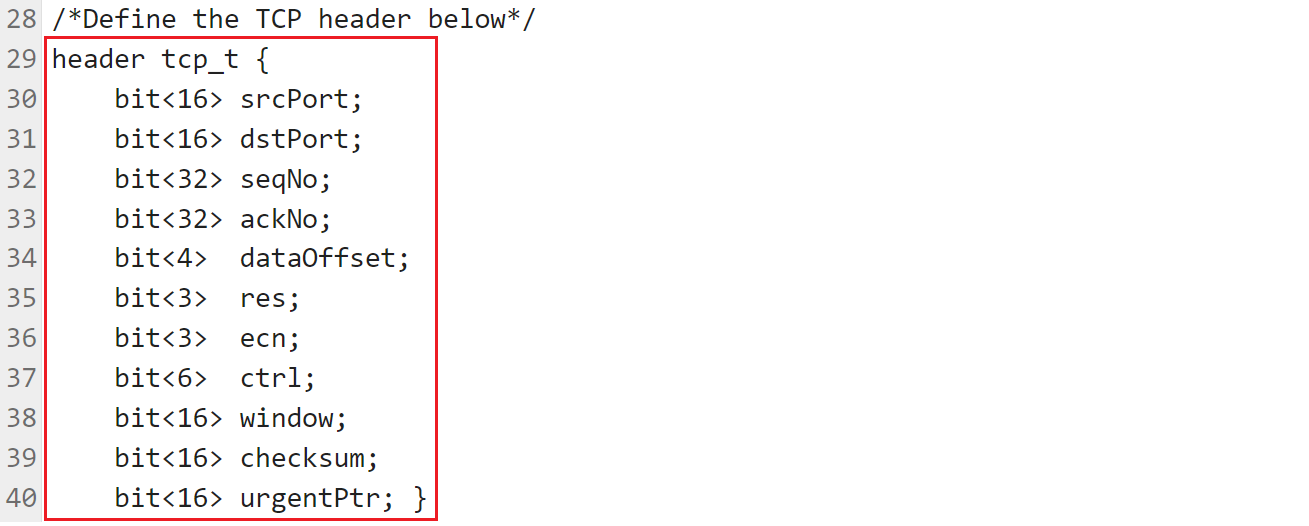 28 /*Define the TCP header below*/
29 header tcp_t {
30     bit<16> srcPort;
31     bit<16> dstPort;
32     bit<32> seqNo;
33     bit<32> ackNo;
34     bit<4>  dataOffset;
35     bit<3>  res;
36     bit<3>  ecn;
37     bit<6>  ctrl;
38     bit<16> window;
39     bit<16> checksum;
40     bit<16> urgentPtr; }